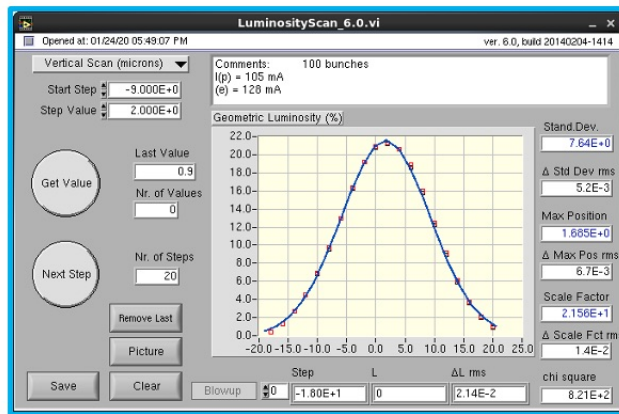 LuminosityScan_6.0.vi
Opened at: 01/24/20 05:49:07 PM
ver. 6.0, build 20140204-1414
Vertical Scan (microns)
Start Step -9.000E+0
Step Value 2.000E+0
Comments: 100 bunches
I(p) = 105 mA
(e) = 128 mA
Geometric Luminosity (%)
22.0
20.0
18.0
16.0
14.0
12.0
10.0
8.0
6.0
4.0
2.0
0.0
-20.0 -15.0 -10.0 -5.0 0.0 5.0 10.0 15.0 20.0 25.0
Get Value
Last Value
0.9
Nr. of Values
0
Next Step
Nr. of Steps
20
Remove Last
Picture
Save
Clear
Blowup
0
Step
-1.80E+1
L
0
ΔL rms
2.14E-2
Stand.Dev.
7.64E+0
Δ Std Dev rms
5.2E-3
Max Position
1.685E+0
Δ Max Pos rms
6.7E-3
Scale Factor
2.156E+1
Δ Scale Fct rm
1.4E-2
chi square
8.21E+2